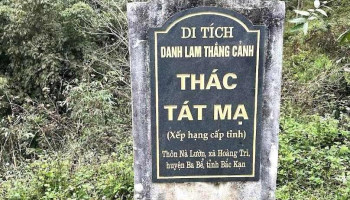 DI TÍCH
DANH LAM THẮNG CẢNH
THÁC
TÁT MẠ
(Xếp hạng cấp tỉnh)
Thôn Nà Lườn, xã Hoàng Trĩ,
huyện Ba Bể, tỉnh Bắc Kạn